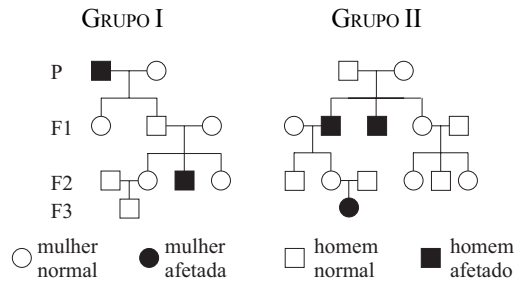 GRUPO I GRUPO II
P
F1
F2
F3
mulher normal mulher afetada homem normal homem afetado